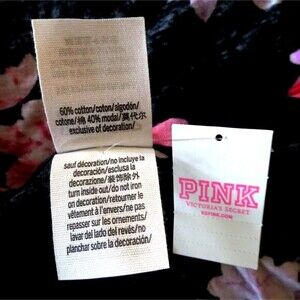 60% cotton/coton/algodón/
cotone/棉 40% modal/莫代尔
exclusive of decoration/
sauf décoration/no incluye la
decoración/esclusa la
decorazione/装饰除外
turn inside out/do not iron
on decoration/retourner le
vêtement à l'envers/ne pas
repasser sur les ornements/
lavar del lado del revés/no
planchar sobre la decoración/
PINK
VICTORIA'S SECRET
VSPINK.COM